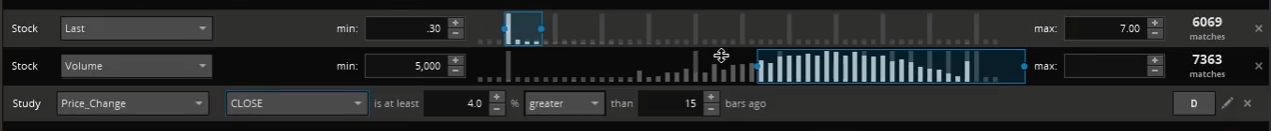 Stock Last min: .30 max: 7.00 6069 matches
Stock Volume min: 5,000 max: 7363 matches
Study Price_Change CLOSE is at least 4.0 % greater than 15 bars ago D